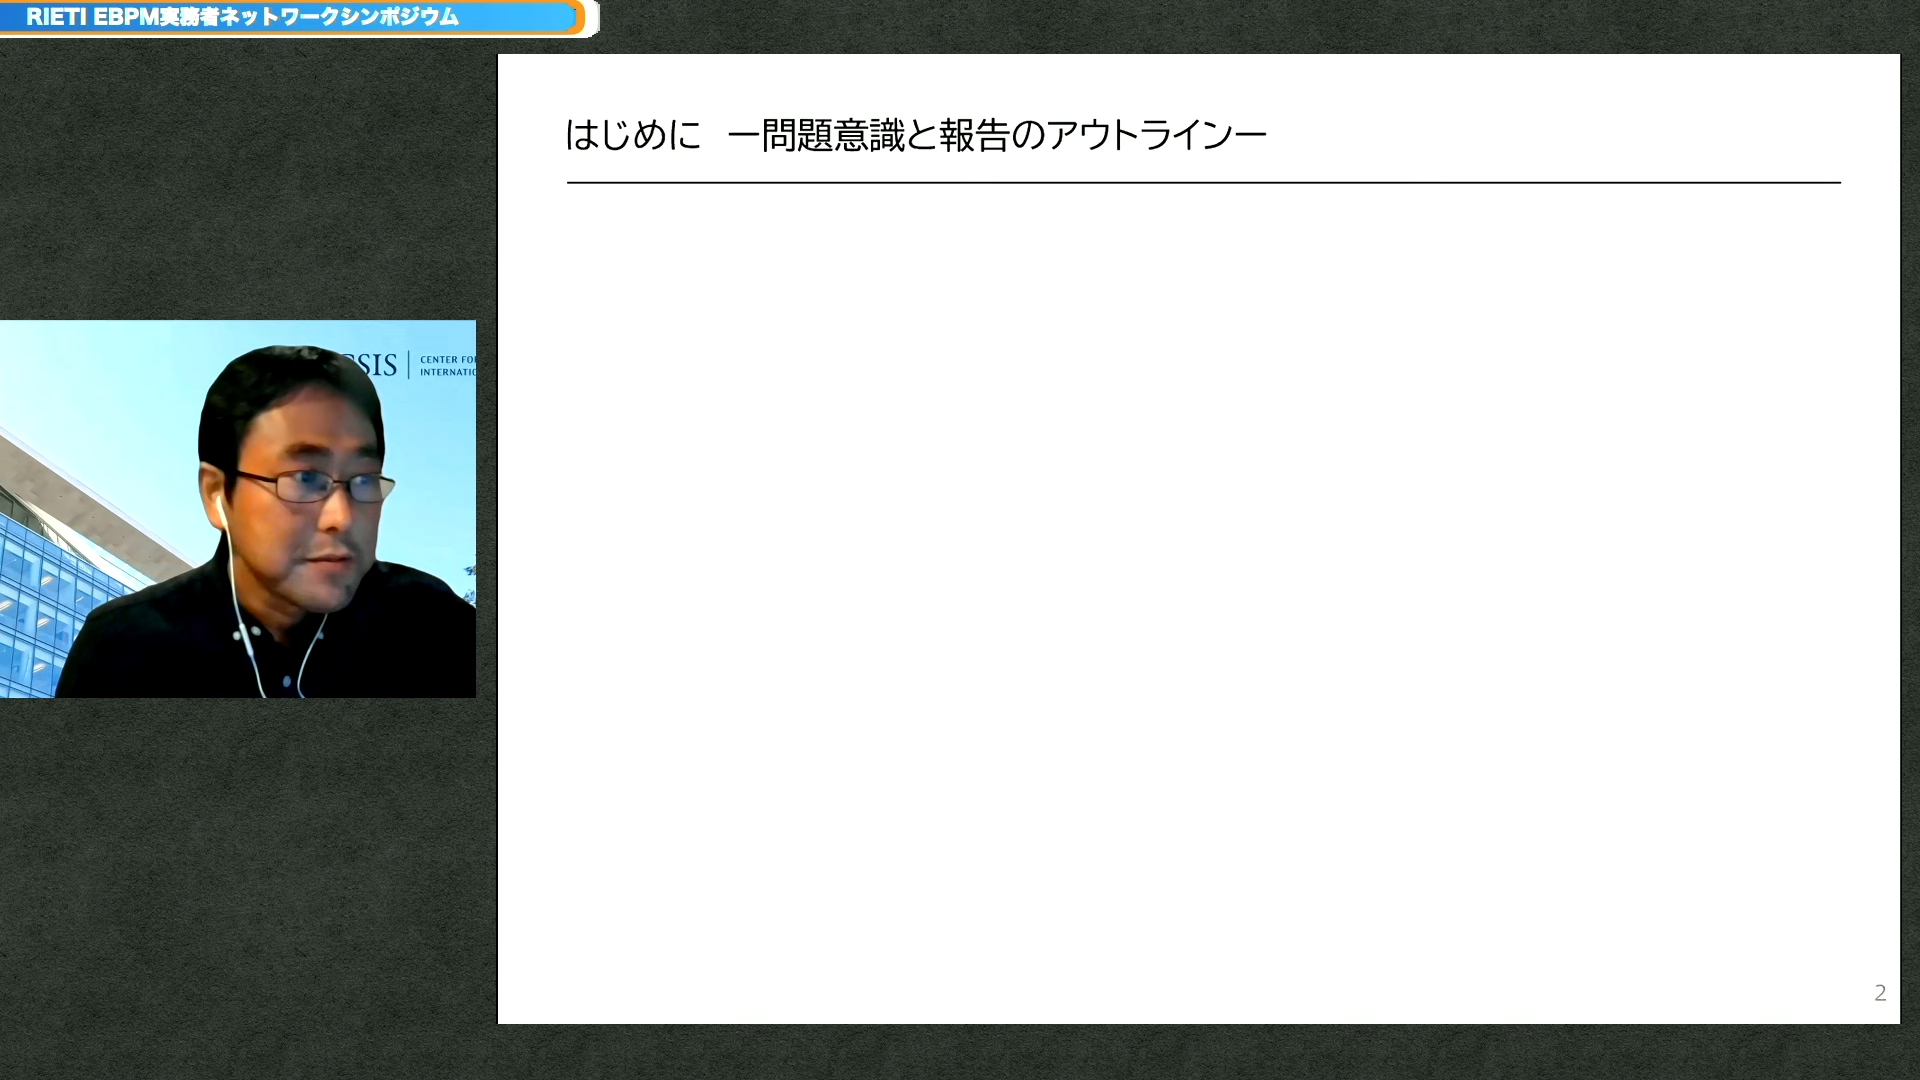 RIETI EBPM実務者ネットワークシンポジウム
はじめに　ー問題意識と報告のアウトラインー
SIS
CENTER FO
INTERNATIO
2